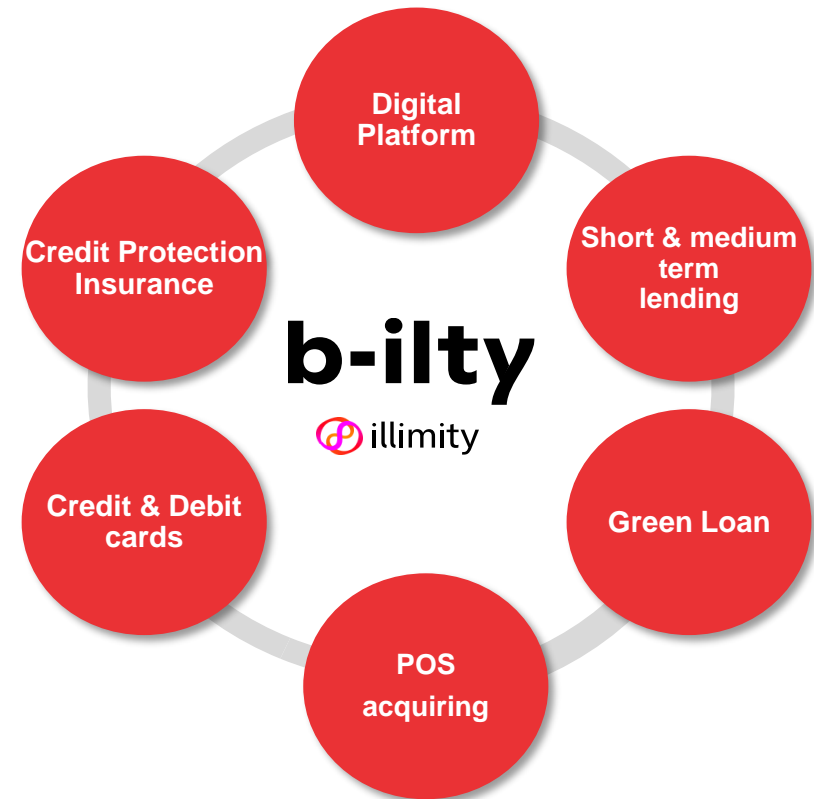 Digital
Platform
Short & medium
term
lending
Green Loan
POS
acquiring
Credit & Debit
cards
Credit Protection
Insurance
b-ilty
illimity